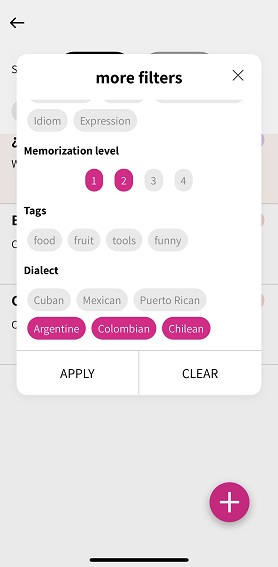 more filters
Idiom Expression
Memorization level
1 2 3 4
Tags
food fruit tools funny
Dialect
Cuban Mexican Puerto Rican
Argentine Colombian Chilean
APPLY CLEAR